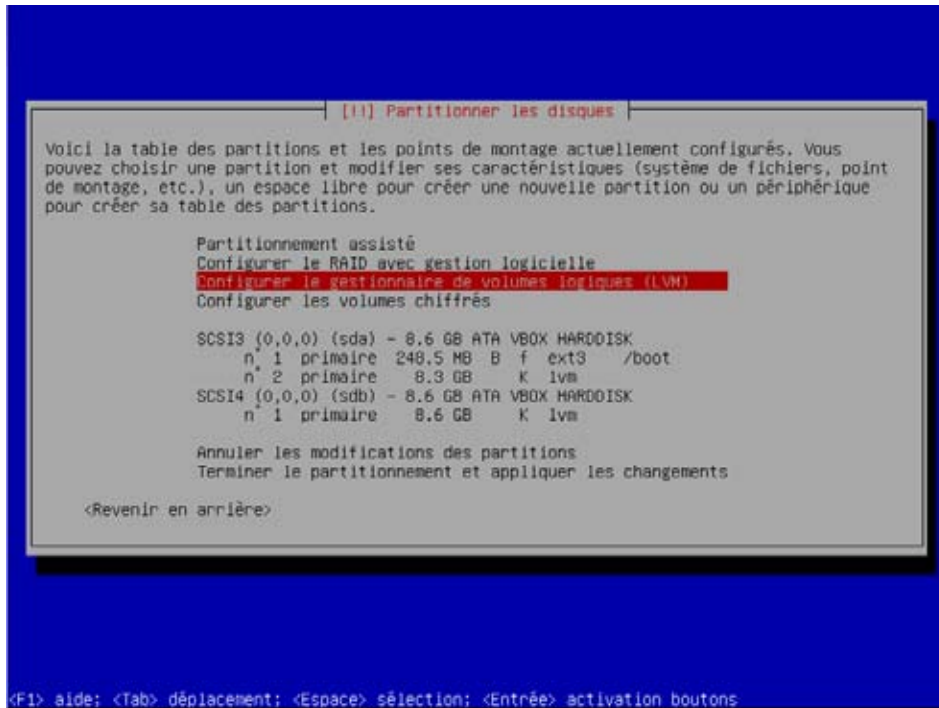 [!!] Partitionner les disques
Voici la table des partitions et les points de montage actuellement configurés. Vous
pouvez choisir une partition et modifier ses caractéristiques (système de fichiers, point
de montage, etc.), un espace libre pour créer une nouvelle partition ou un périphérique
pour créer sa table des partitions.
Partitionnement assisté
Configurer le RAID avec gestion logicielle
Configurer le gestionnaire de volumes logiques (LVM)
Configurer les volumes chiffrés
SCSI3 (0,0,0) (sda) - 8.6 GB ATA VBOX HARDDISK
n° 1 primaire 248.5 MB B f ext3 /boot
n° 2 primaire 8.3 GB K lvm
SCSI4 (0,0,0) (sdb) - 8.6 GB ATA VBOX HARDDISK
n° 1 primaire 8.6 GB K lvm
Annuler les modifications des partitions
Terminer le partitionnement et appliquer les changements
<Revenir en arrière>
<F1> aide; <Tab> déplacement; <Espace> sélection; <Entrée> activation boutons